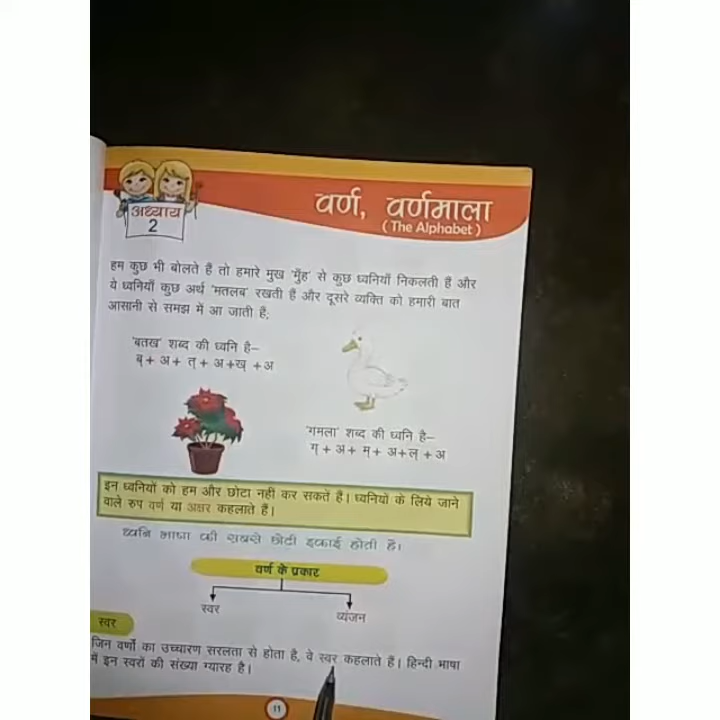 अध्याय
2
वर्ण, वर्णमाला
(The Alphabet)
हम कुछ भी बोलते हैं तो हमारे मुख 'मुँह' से कुछ ध्वनियाँ निकलती हैं और
ये ध्वनियाँ कुछ अर्थ 'मतलब' रखती हैं और दूसरे व्यक्ति को हमारी बात
आसानी से समझ में आ जाती है;
'बतख' शब्द की ध्वनि है–
ब् + अ + त् + अ +ख् + अ
'गमला' शब्द की ध्वनि है–
ग् + अ + म् + अ+ल् + अ
इन ध्वनियों को हम और छोटा नहीं कर सकतें हैं। ध्वनियों के लिये जाने
वाले रुप वर्ण या अक्षर कहलाते हैं।
ध्वनि भाषा की सबसे छोटी इकाई होती है।
वर्ण के प्रकार
स्वर
व्यंजन
स्वर
जिन वर्णों का उच्चारण सरलता से होता है, वे स्वर कहलाते हैं। हिन्दी भाषा
में इन स्वरों की संख्या ग्यारह है।
11